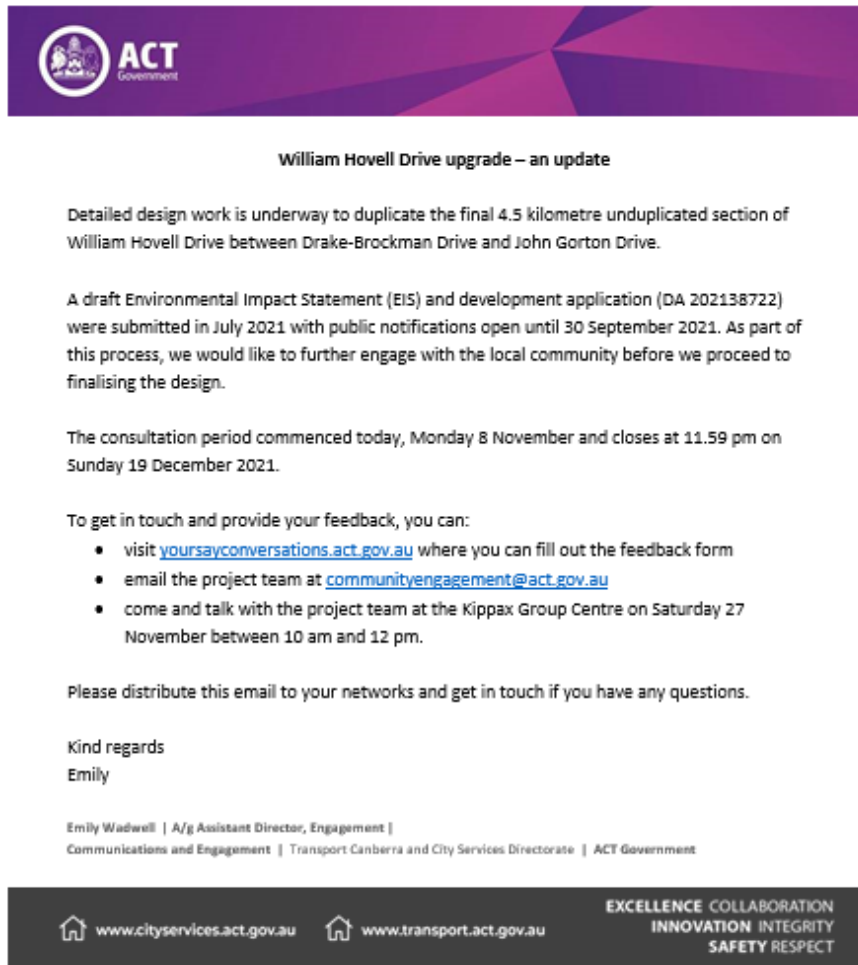 ACT
Government
William Hovell Drive upgrade – an update
Detailed design work is underway to duplicate the final 4.5 kilometre unduplicated section of
William Hovell Drive between Drake-Brockman Drive and John Gorton Drive.
A draft Environmental Impact Statement (EIS) and development application (DA 202138722)
were submitted in July 2021 with public notifications open until 30 September 2021. As part of
this process, we would like to further engage with the local community before we proceed to
finalising the design.
The consultation period commenced today, Monday 8 November and closes at 11.59 pm on
Sunday 19 December 2021.
To get in touch and provide your feedback, you can:
• visit yoursayconversations.act.gov.au where you can fill out the feedback form
• email the project team at communityengagement@act.gov.au
• come and talk with the project team at the Kippax Group Centre on Saturday 27
November between 10 am and 12 pm.
Please distribute this email to your networks and get in touch if you have any questions.
Kind regards
Emily
Emily Wadwell | A/g Assistant Director, Engagement |
Communications and Engagement | Transport Canberra and City Services Directorate | ACT Government
www.cityservices.act.gov.au www.transport.act.gov.au
EXCELLENCE COLLABORATION
INNOVATION INTEGRITY
SAFETY RESPECT